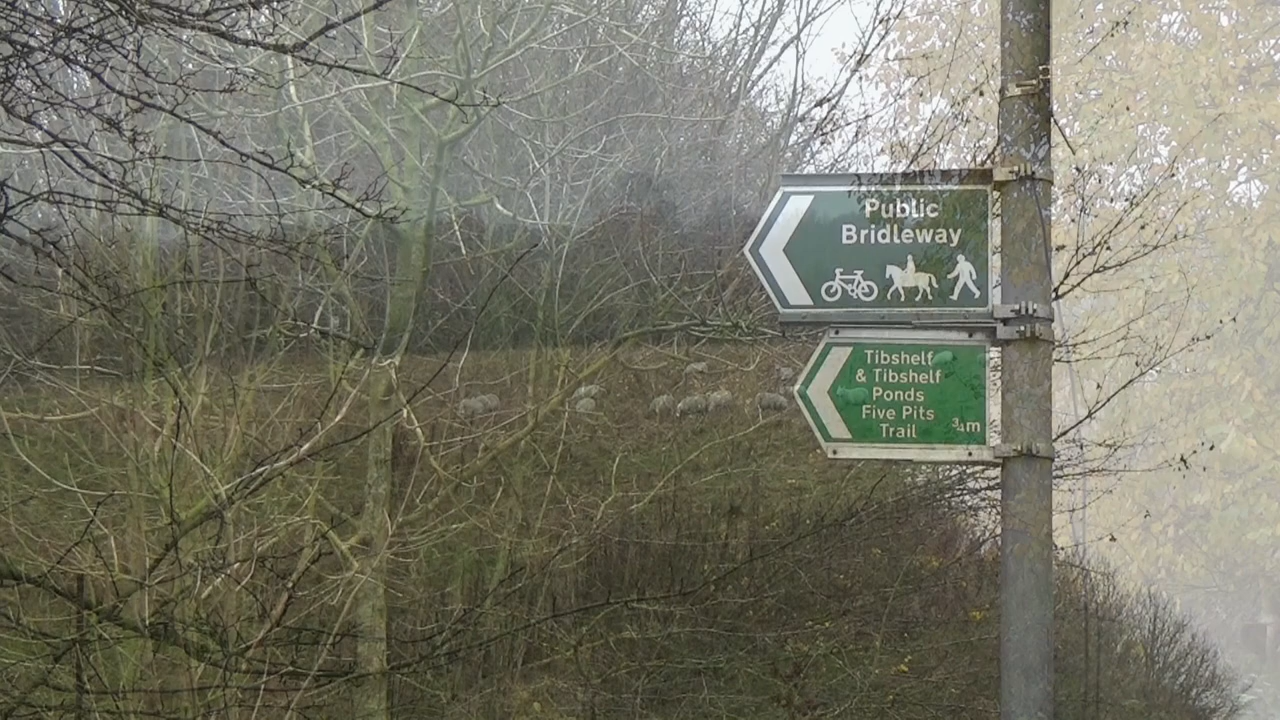 Public
Bridleway
Tibshelf
& Tibshelf
Ponds
Five Pits
Trail ¾m